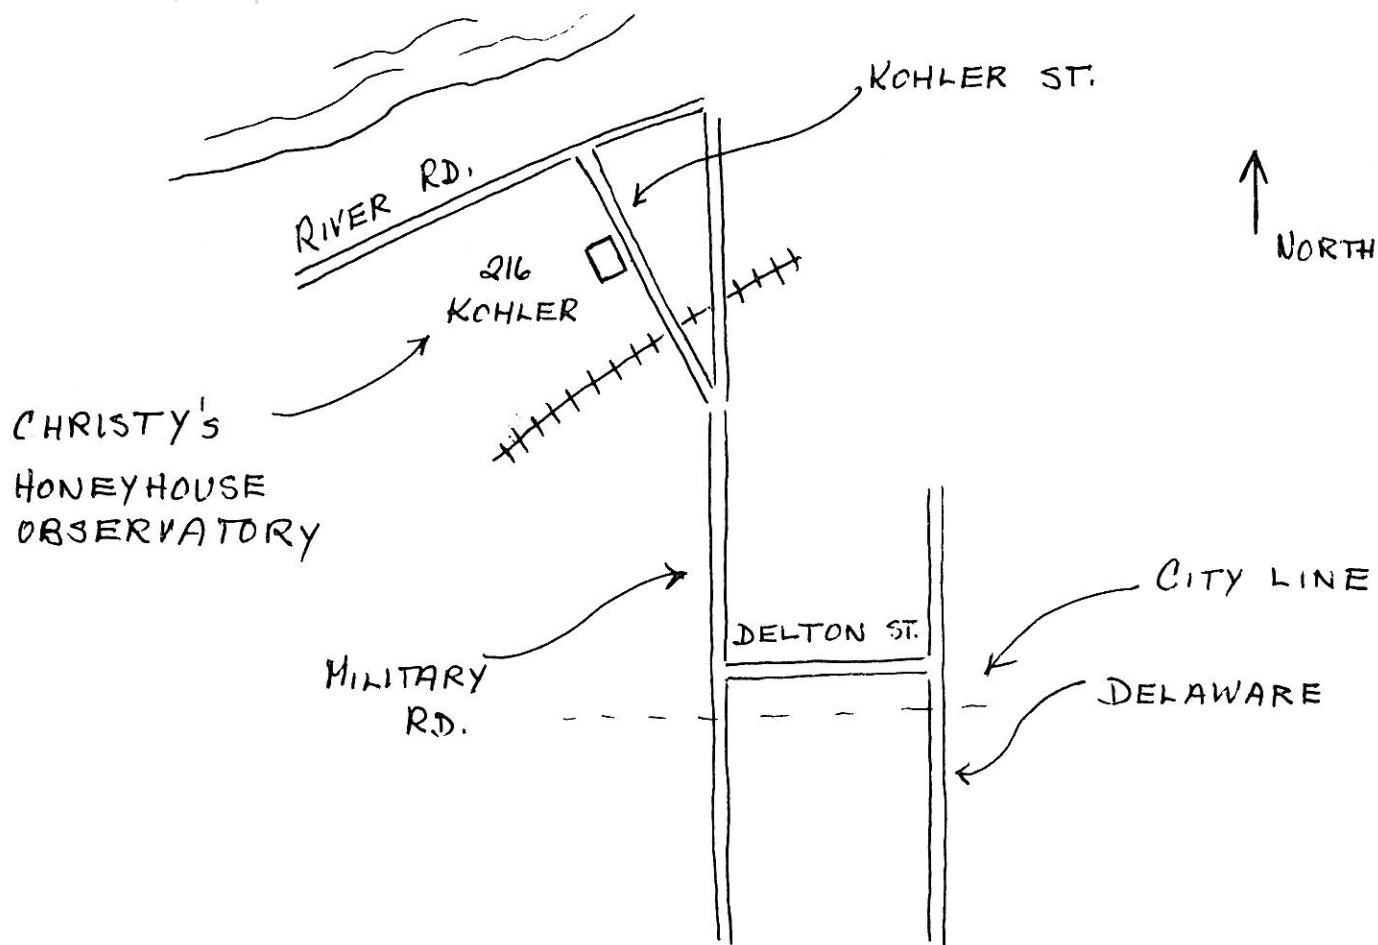 KOHLER ST.
RIVER RD.
NORTH
216
KOHLER
CHRISTY's
HONEYHOUSE
OBSERVATORY
CITY LINE
DELTON ST.
MILITARY
RD.
DELAWARE